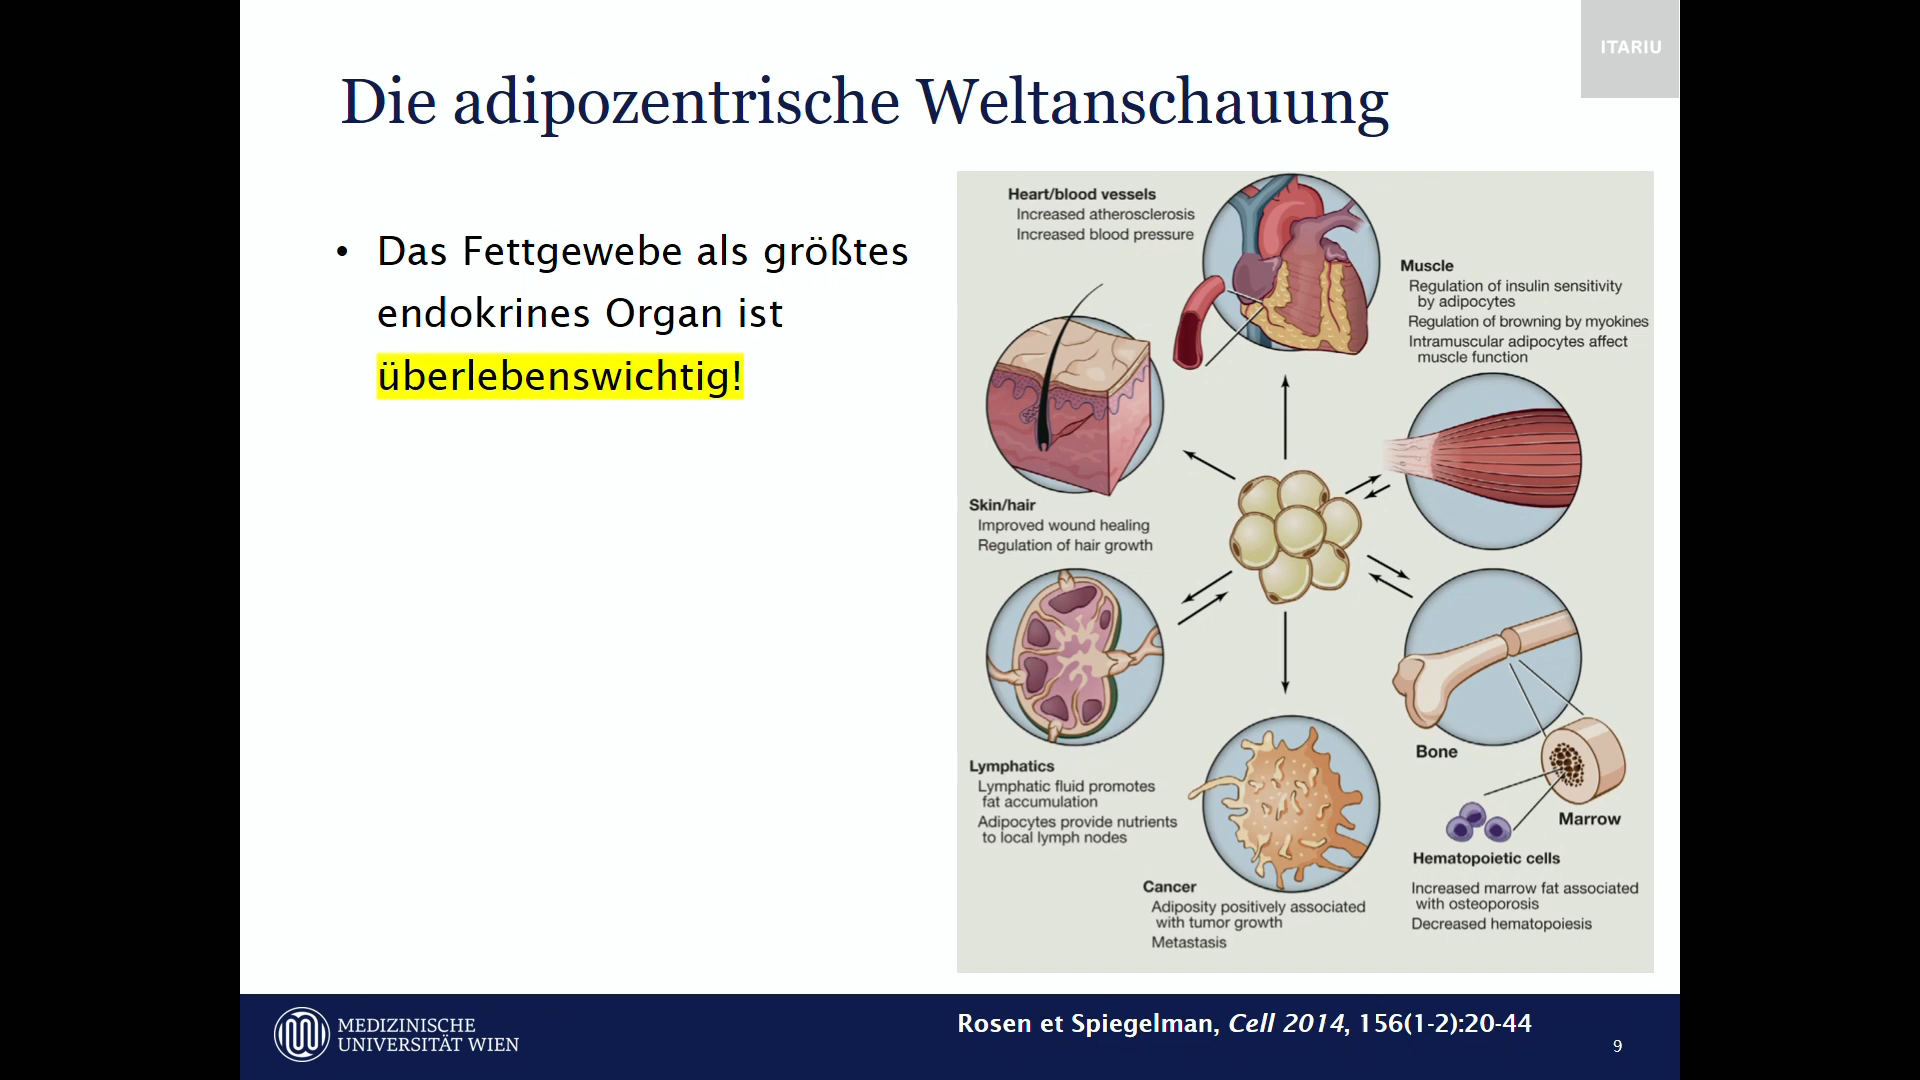 ITARIU
Die adipozentrische Weltanschauung
• Das Fettgewebe als größtes
endokrines Organ ist
überlebenswichtig!
Heart/blood vessels
Increased atherosclerosis
Increased blood pressure
Muscle
Regulation of insulin sensitivity
by adipocytes
Regulation of browning by myokines
Intramuscular adipocytes affect
muscle function
Skin/hair
Improved wound healing
Regulation of hair growth
Lymphatics
Lymphatic fluid promotes
fat accumulation
Adipocytes provide nutrients
to local lymph nodes
Bone
Marrow
Hematopoietic cells
Increased marrow fat associated
with osteoporosis
Decreased hematopoiesis
Cancer
Adiposity positively associated
with tumor growth
Metastasis
MEDIZINISCHE
UNIVERSITÄT WIEN
Rosen et Spiegelman, Cell 2014, 156(1-2):20-44
9